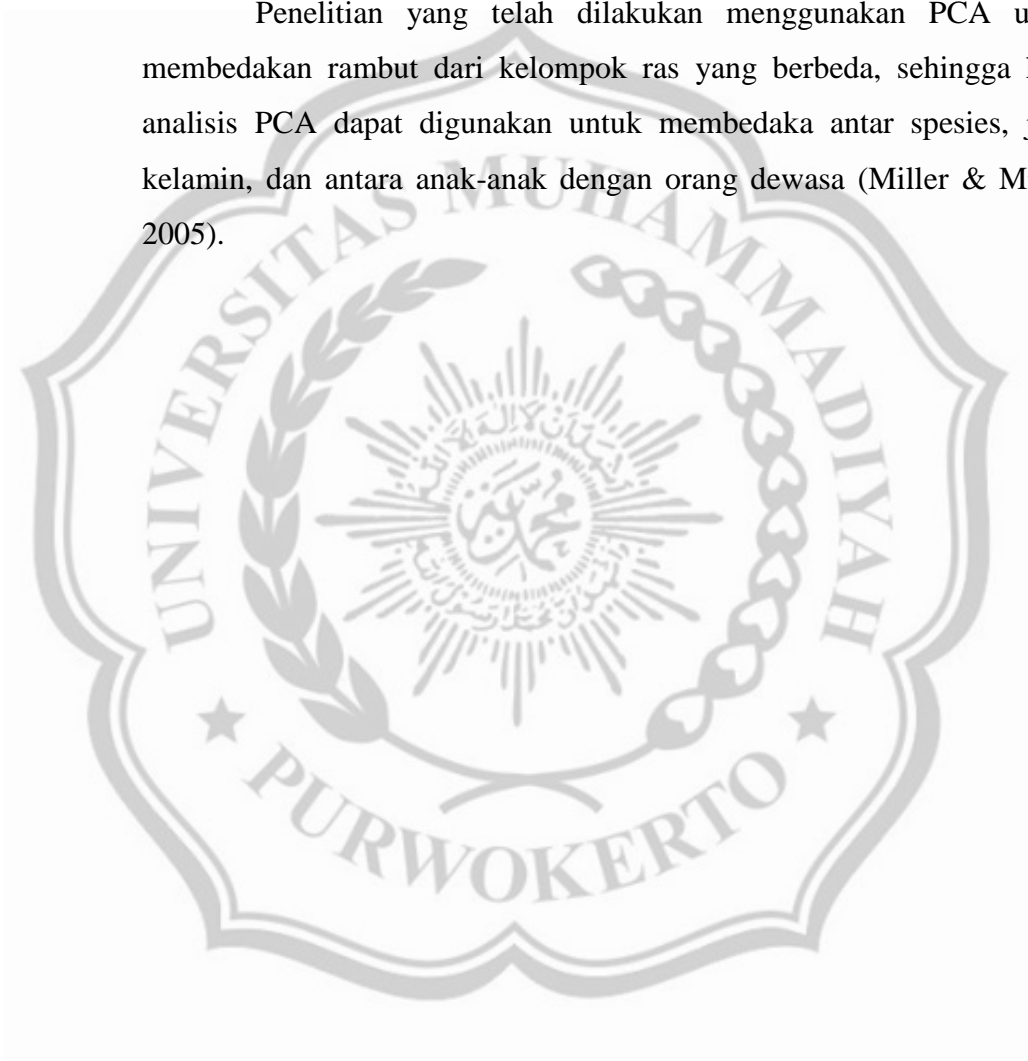 Penelitian yang telah dilakukan menggunakan PCA u
membedakan rambut dari kelompok ras yang berbeda, sehingga
analisis PCA dapat digunakan untuk membedaka antar spesies, j
kelamin, dan antara anak-anak dengan orang dewasa (Miller & M
2005).
UNIVERSITAS MUHAMMADIYAH
PURWOKERTO